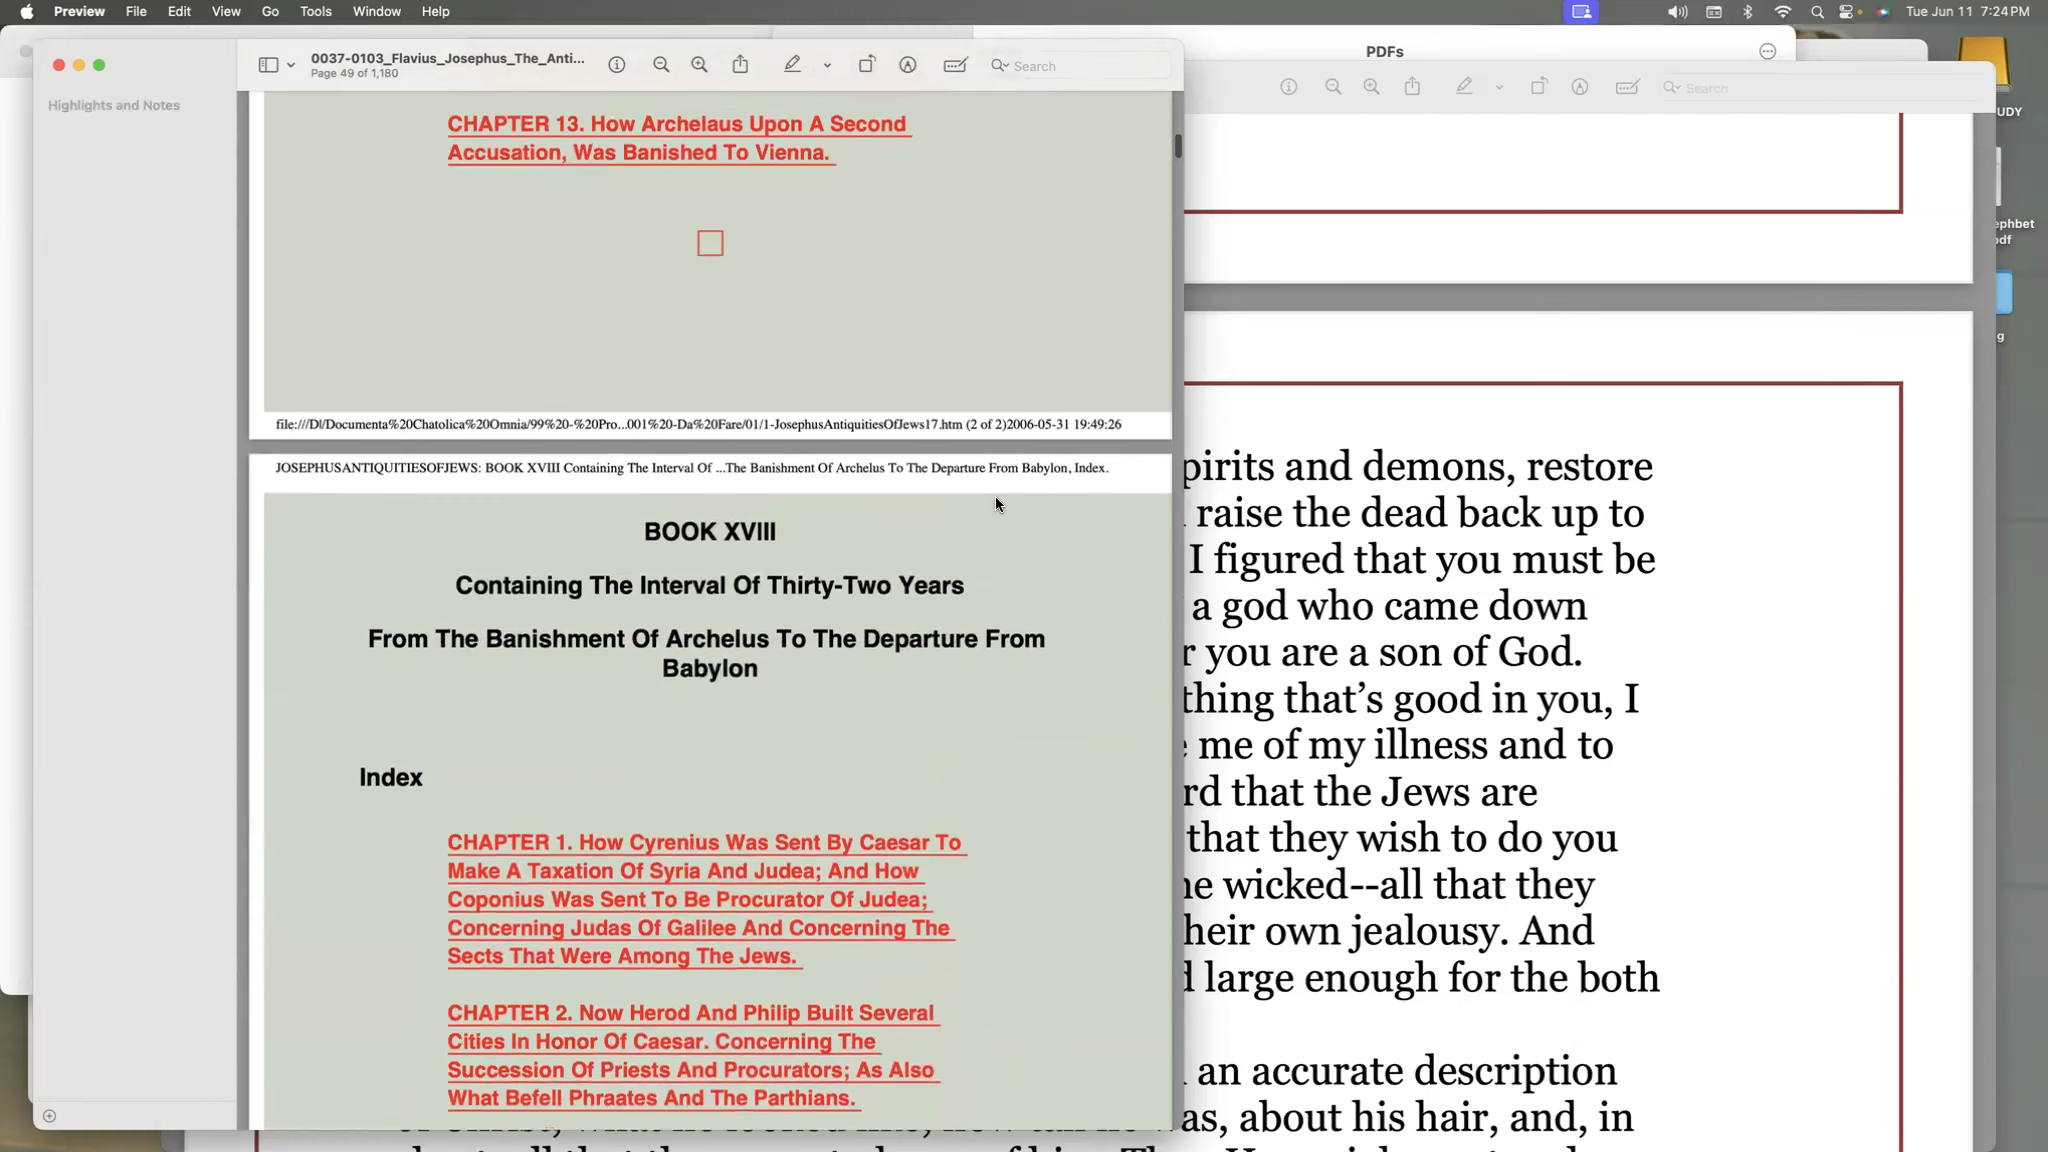 Preview File Edit View Go Tools Window Help
Tue Jun 11 7:24 PM
0037-0103_Flavius_Josephus_The_Anti...
Page 49 of 1,180
Search
PDFs
Search
Highlights and Notes
UDY
ephbet
pdf
g
CHAPTER 13. How Archelaus Upon A Second
Accusation, Was Banished To Vienna.
file:///D|/Documenta%20Chatolica%20Omnia/99%20-%20Pro...001%20-Da%20Fare/01/1-JosephusAntiquitiesOfJews17.htm (2 of 2)2006-05-31 19:49:26
JOSEPHUSANTIQUITIESOFJEWS: BOOK XVIII Containing The Interval Of ...The Banishment Of Archelus To The Departure From Babylon, Index.
BOOK XVIII
Containing The Interval Of Thirty-Two Years
From The Banishment Of Archelus To The Departure From
Babylon
Index
CHAPTER 1. How Cyrenius Was Sent By Caesar To
Make A Taxation Of Syria And Judea; And How
Coponius Was Sent To Be Procurator Of Judea;
Concerning Judas Of Galilee And Concerning The
Sects That Were Among The Jews.
CHAPTER 2. Now Herod And Philip Built Several
Cities In Honor Of Caesar. Concerning The
Succession Of Priests And Procurators; As Also
What Befell Phraates And The Parthians.
pirits and demons, restore
raise the dead back up to
I figured that you must be
a god who came down
r you are a son of God.
thing that's good in you, I
e me of my illness and to
rd that the Jews are
that they wish to do you
he wicked--all that they
heir own jealousy. And
d large enough for the both
an accurate description
as, about his hair, and, in